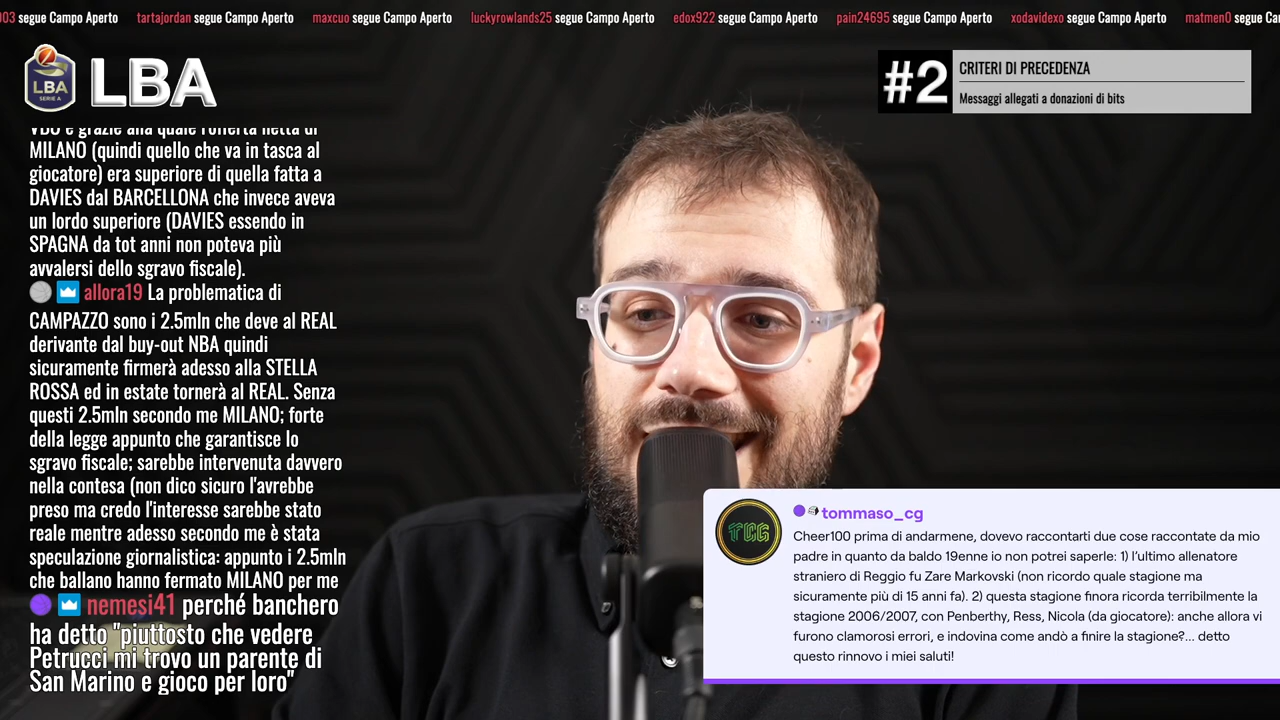 003 segue Campo Aperto tartajordan segue Campo Aperto maxcuo segue Campo Aperto luckyrowlands25 segue Campo Aperto edox922 segue Campo Aperto pain24695 segue Campo Aperto xodavidexo segue Campo Aperto matmen0 segue
LBA
SERIE A
LBA
#2
CRITERI DI PRECEDENZA
Messaggi allegati a donazioni di bits
VBO e grazie alla quale l'offerta netta di
MILANO (quindi quello che va in tasca al
giocatore) era superiore di quella fatta a
DAVIES dal BARCELLONA che invece aveva
un lordo superiore (DAVIES essendo in
SPAGNA da tot anni non poteva più
avvalersi dello sgravo fiscale).
allora19 La problematica di
CAMPAZZO sono i 2.5mln che deve al REAL
derivante dal buy-out NBA quindi
sicuramente firmerà adesso alla STELLA
ROSSA ed in estate tornerà al REAL. Senza
questi 2.5mln secondo me MILANO; forte
della legge appunto che garantisce lo
sgravo fiscale; sarebbe intervenuta davvero
nella contesa (non dico sicuro l'avrebbe
preso ma credo l'interesse sarebbe stato
reale mentre adesso secondo me è stata
speculazione giornalistica: appunto i 2.5mln
che ballano hanno fermato MILANO per me
nemesi41 perché banchero
ha detto "piuttosto che vedere
Petrucci mi trovo un parente di
San Marino e gioco per loro"
TCG
tommaso_cg
Cheer100 prima di andarmene, dovevo raccontarti due cose raccontate da mio
padre in quanto da baldo 19enne io non potrei saperle: 1) l'ultimo allenatore
straniero di Reggio fu Zare Markovski (non ricordo quale stagione ma
sicuramente più di 15 anni fa). 2) questa stagione finora ricorda terribilmente la
stagione 2006/2007, con Penberthy, Ress, Nicola (da giocatore): anche allora vi
furono clamorosi errori, e indovina come andò a finire la stagione?... detto
questo rinnovo i miei saluti!